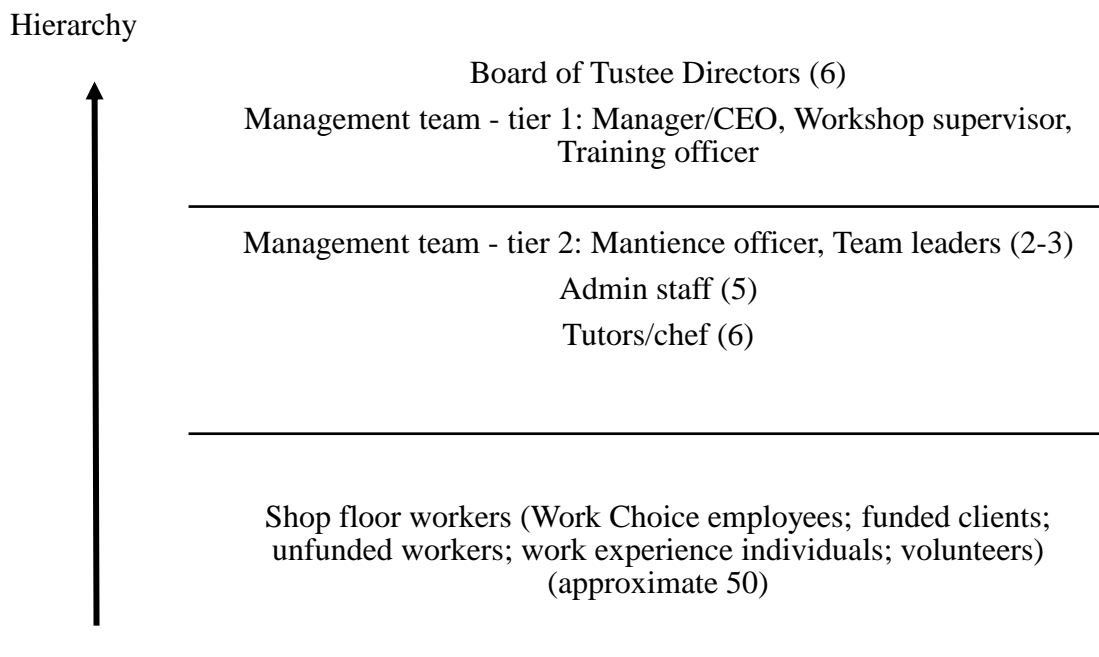 Hierarchy
Board of Tustee Directors (6)
Management team - tier 1: Manager/CEO, Workshop supervisor,
Training officer
Management team - tier 2: Mantience officer, Team leaders (2-3)
Admin staff (5)
Tutors/chef (6)
Shop floor workers (Work Choice employees; funded clients;
unfunded workers; work experience individuals; volunteers)
(approximate 50)